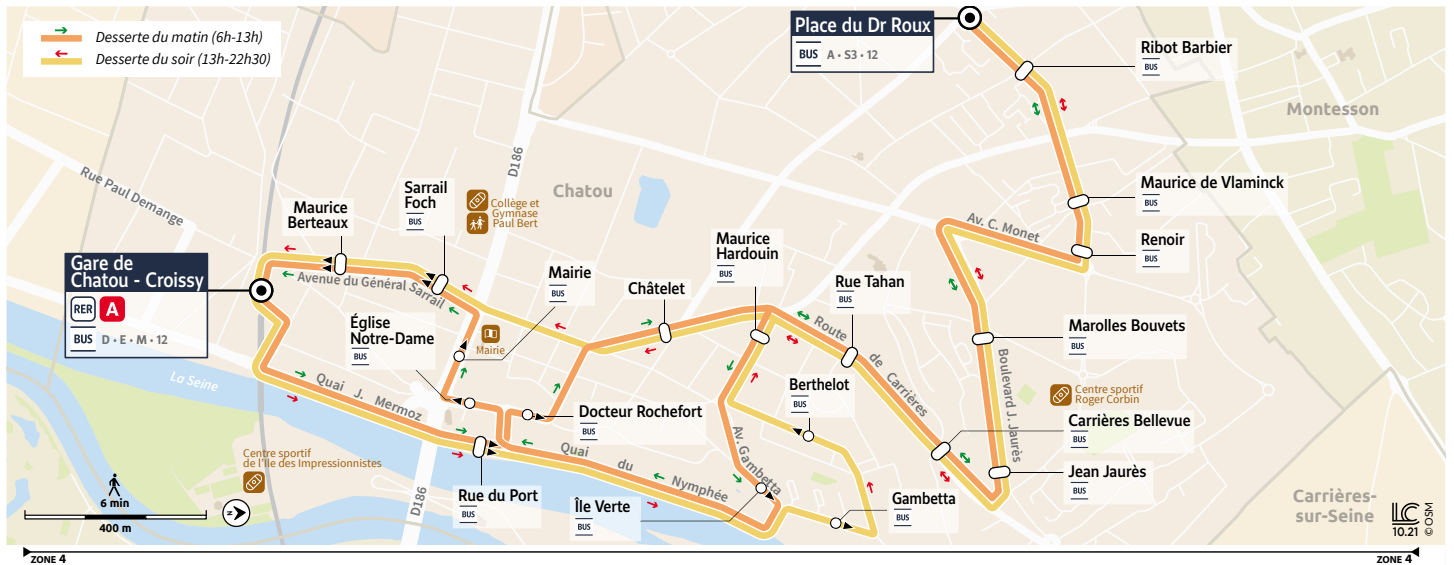 Desserte du matin (6h-13h)
Desserte du soir (13h-22h30)
Place du Dr Roux
BUS A • S3 • 12
Ribot Barbier
BUS
Montesson
D186
Rue Paul Demange
Chatou
Sarrail
Foch
BUS
Collège et
Gymnase
Paul Bert
Maurice
Berteaux
Maurice de Vlaminck
BUS
Av. C. Monet
Renoir
BUS
Maurice
Hardouin
BUS
Gare de
Chatou - Croissy
RER A
BUS D • E • M • 12
Avenue du Général Sarrail
Mairie
BUS
Châtelet
Rue Tahan
BUS
Église
Notre-Dame
BUS
Mairie
Route de Carrières
Marolles Bouvets
BUS
Boulevard J. Jaurès
La Seine
Quai J. Mermoz
Berthelot
BUS
Centre sportif
Roger Corbin
Docteur Rochefort
BUS
Carrières Bellevue
BUS
Av. Gambetta
Quai du Nymphée
Centre sportif
de l'Ile des Impressionnistes
Jean Jaurès
BUS
6 min
400 m
N
D186
Rue du Port
BUS
Île Verte
BUS
Gambetta
BUS
Carrières-
sur-Seine
LC
10.21
© OSM
ZONE 4
ZONE 4